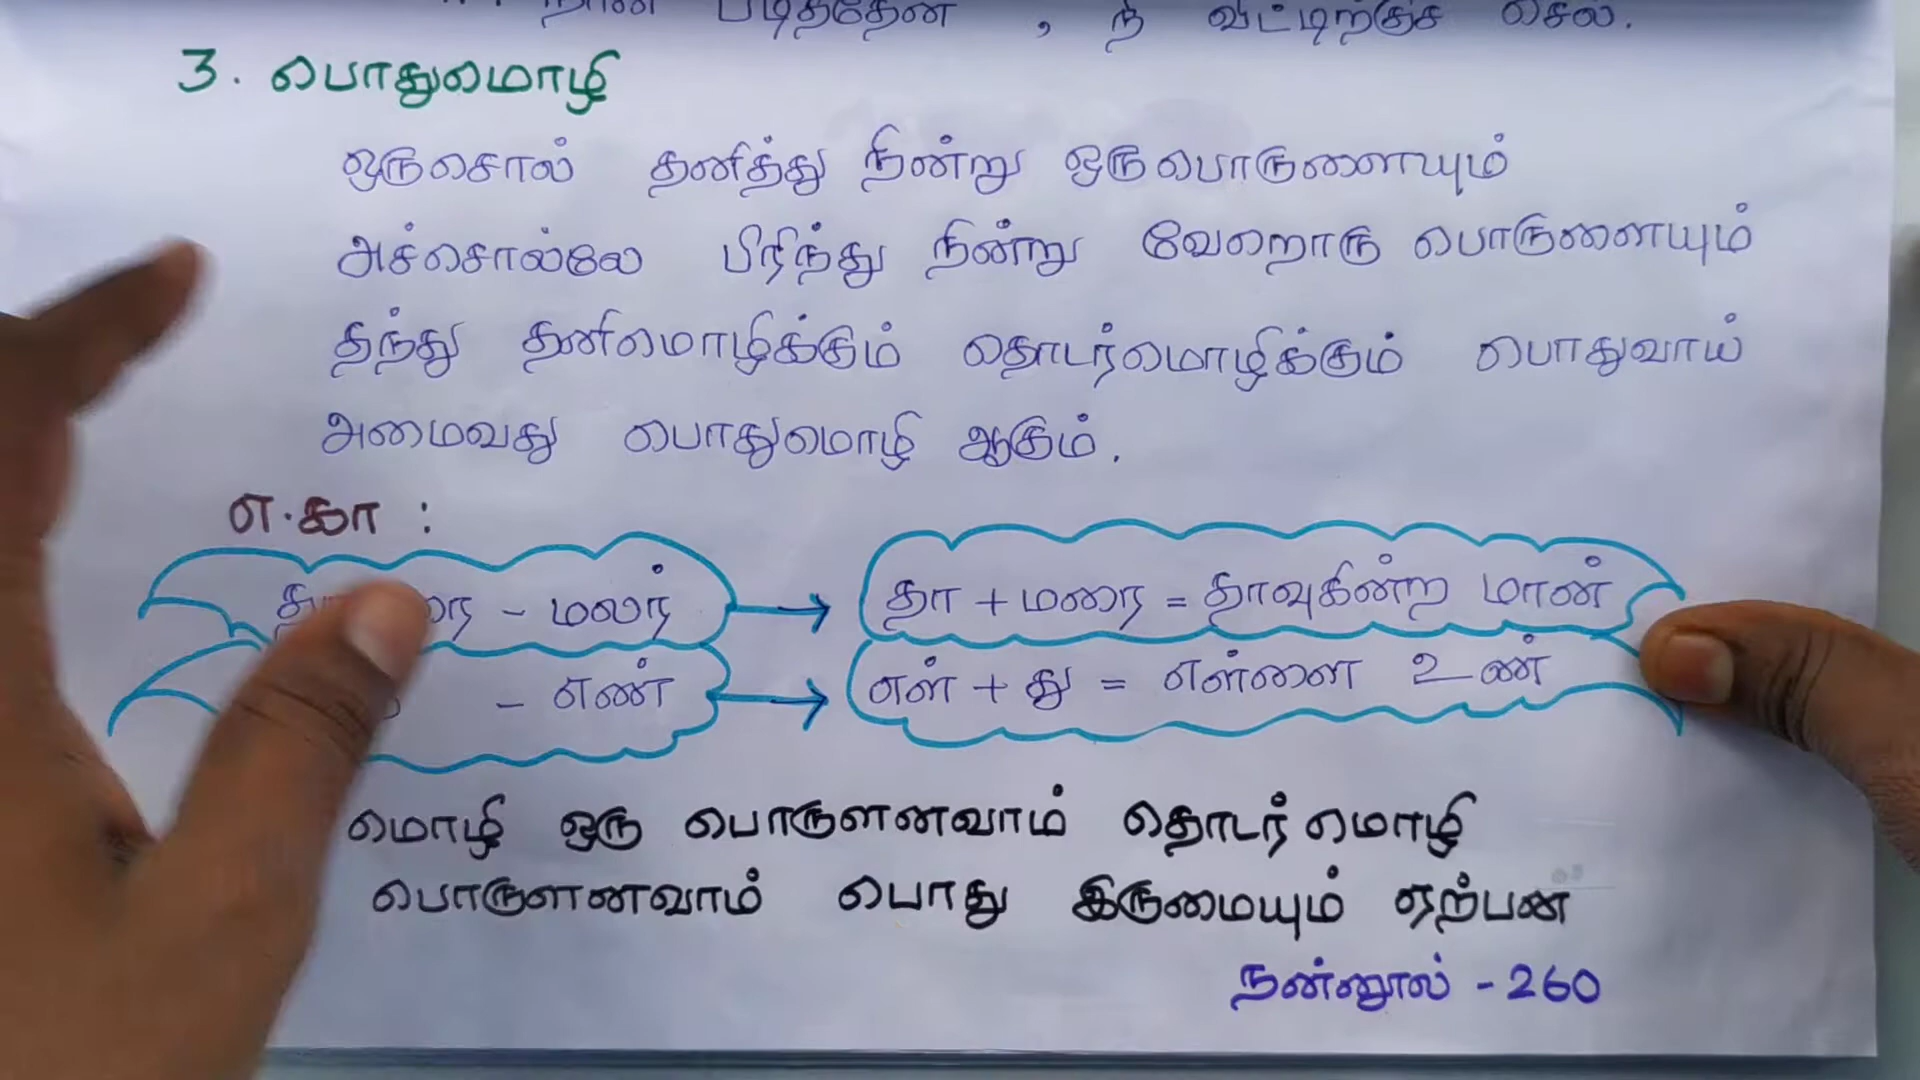 நான் படித்தேன் , நீ வீட்டிற்குச் செல்.
3. பொதுமொழி
ஒருசொல் தனித்து நின்று ஒருபொருளையும்
அச்சொல்லே பிரிந்து நின்று வேறொரு பொருளையும்
தந்து தனிமொழிக்கும் தொடர்மொழிக்கும் பொதுவாய்
அமைவது பொதுமொழி ஆகும்.
எ.கா :
- மலர் → தா + மரை = தாவுகின்ற மான்
- எண் → எள் + து = எள்ளை உண்
மொழி ஒரு பொருளனவாம் தொடர் மொழி
பொருளனவாம் பொது இருமையும் ஏற்பன
நன்னூல் - 260